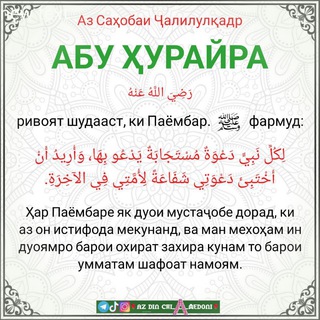 Аз Саҳобаи Ҷалилулқадр
АБУ ҲУРАЙРА
رَضِيَ اللّٰهُ عَنْهُ
ривоят шудааст, ки Паёмбар. ﷺ фармуд:
لِكُلِّ نَبِيٍّ دَعْوَةٌ مُسْتَجَابَةٌ يَدْعُو بِهَا، وَأُرِيدُ أَنْ
أَخْتَبِئَ دَعْوَتِي شَفَاعَةً لِأُمَّتِي فِي الآخِرَةِ.
Ҳар Паёмбаре як дуои мустаҷобе дорад, ки
аз он истифода мекунанд, ва ман мехоҳам ин
дуоямро барои охират захира кунам то барои
умматам шафоат намоям.
AZ DIN CHI MEDONI